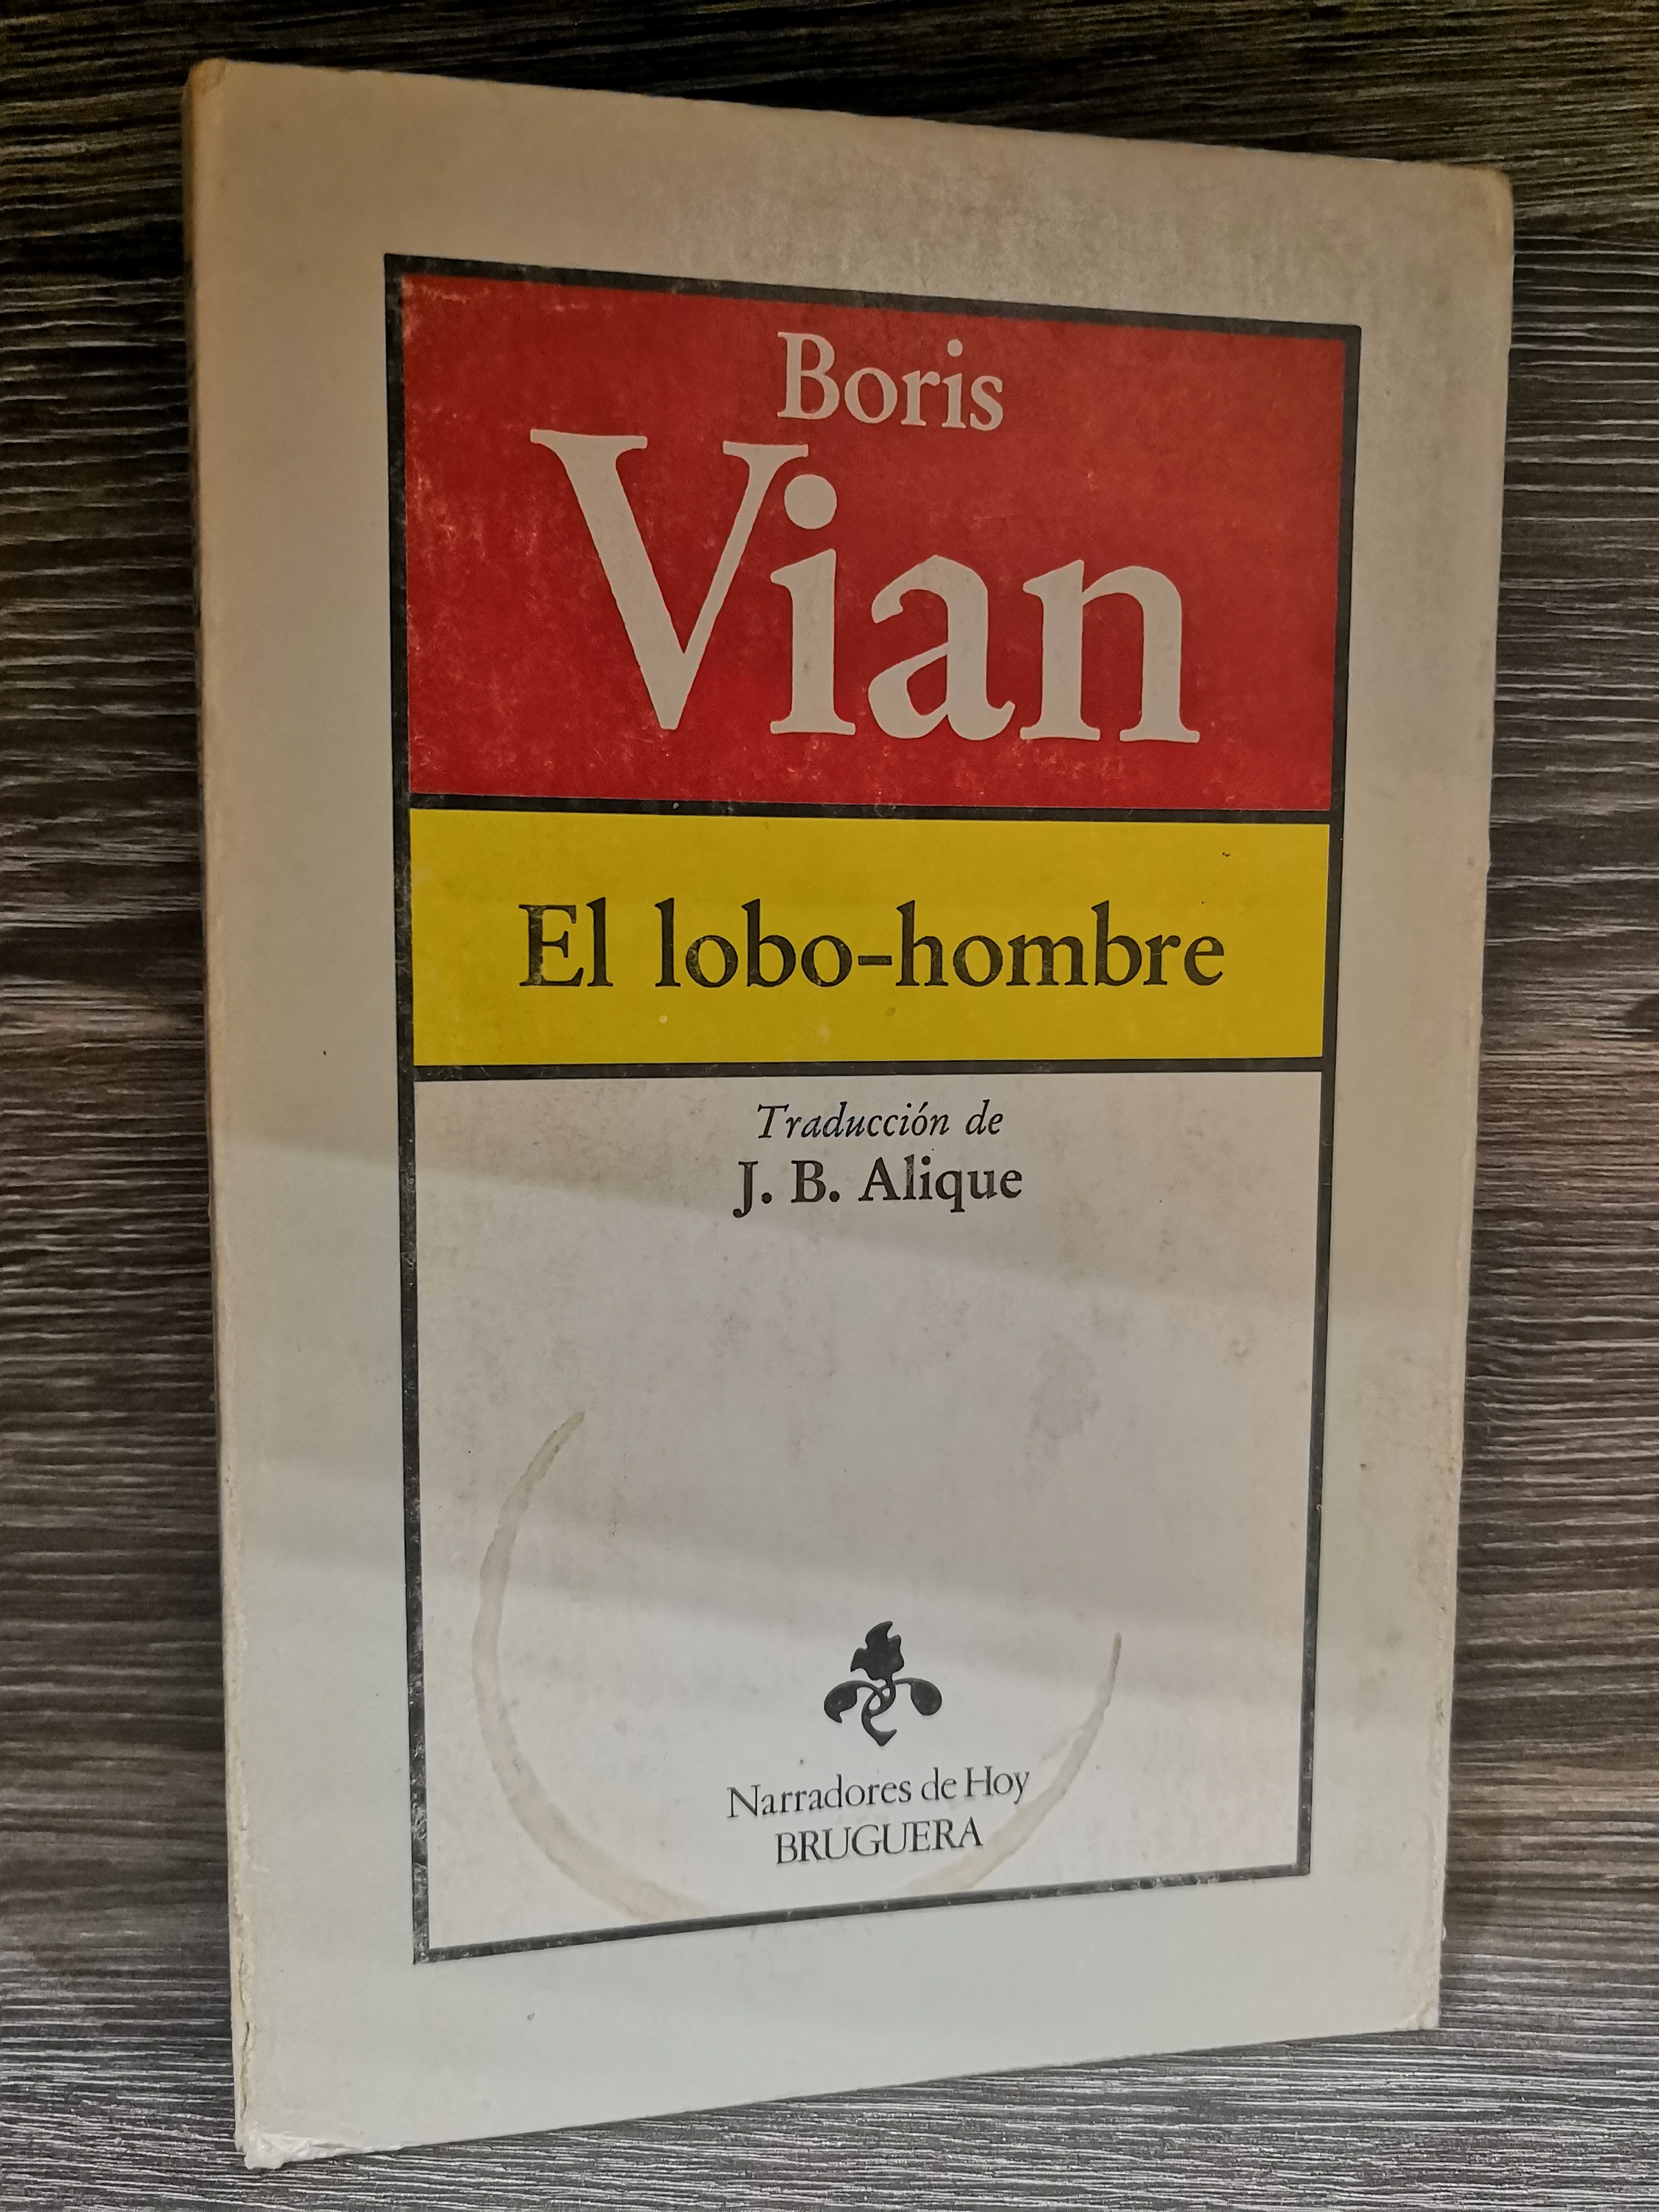 Boris
Vian
El lobo-hombre
Traducción de
J. B. Alique
Narradores de Hoy
BRUGUERA